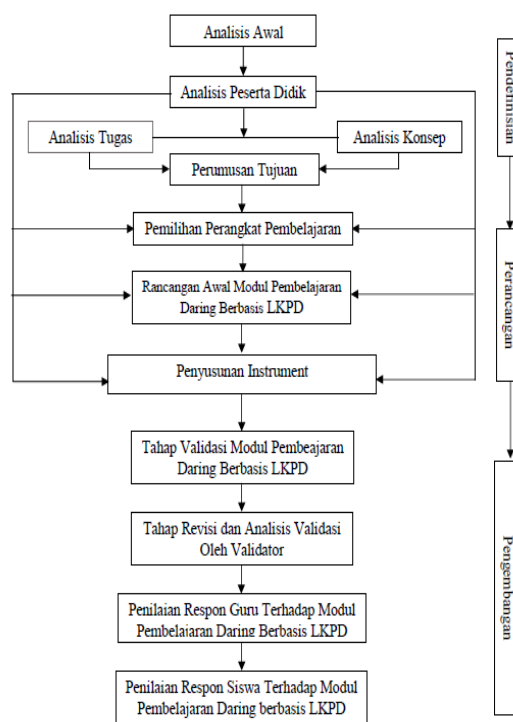 Analisis Awal
Analisis Peserta Didik
Analisis Tugas
Analisis Konsep
Perumusan Tujuan
Pemilihan Perangkat Pembelajaran
Rancangan Awal Modul Pembelajaran
Daring Berbasis LKPD
Penyusunan Instrument
Tahap Validasi Modul Pembeajaran
Daring Berbasis LKPD
Tahap Revisi dan Analisis Validasi
Oleh Validator
Penilaian Respon Guru Terhadap Modul
Pembelaiaran Daring Berbasis LKPD
Penilaian Respon Siswa Terhadap Modul
Pembelajaran Daring berbasis LKPD
Pendefinisian
Perancangan
Pengembangan